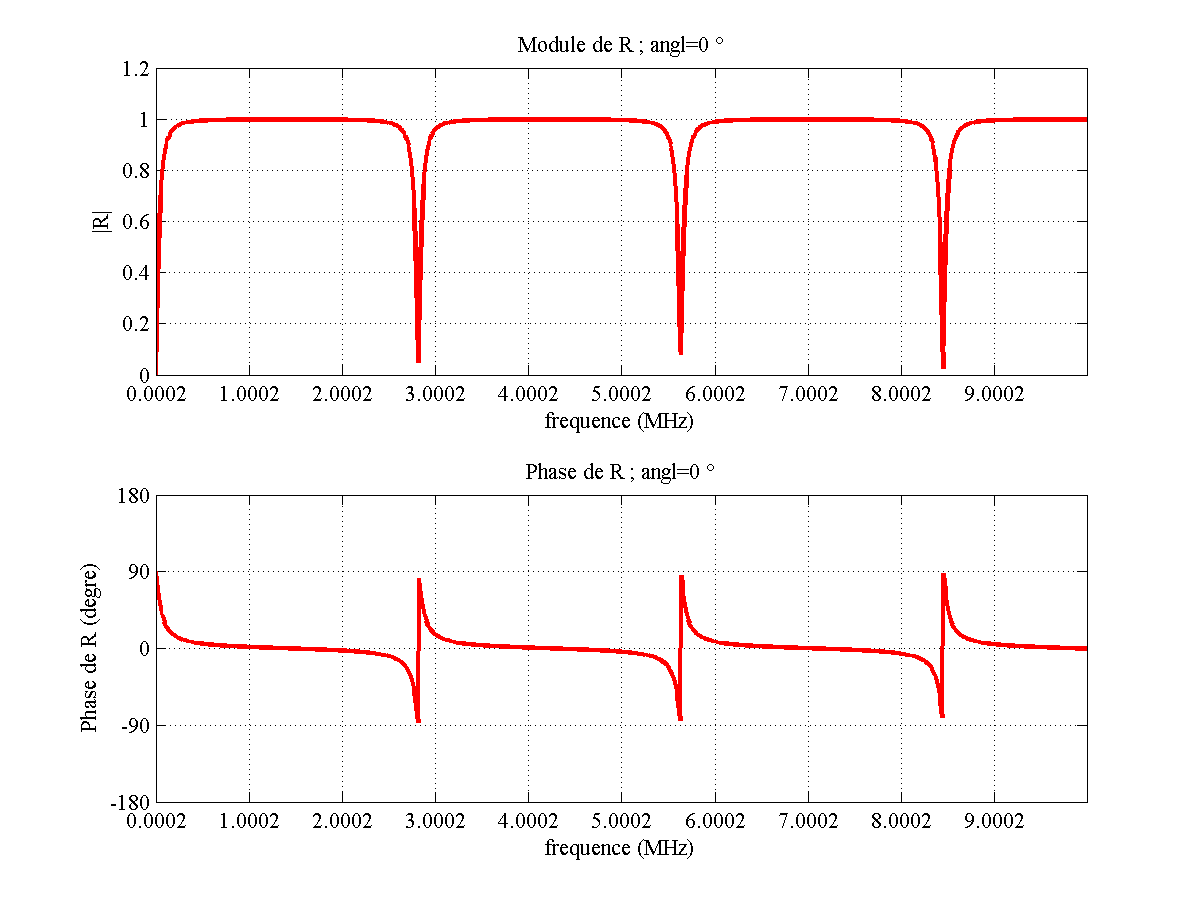 Module de R ; angl=0 °
1.2
1
0.8
0.6
0.4
0.2
0
|R|
0.0002 1.0002 2.0002 3.0002 4.0002 5.0002 6.0002 7.0002 8.0002 9.0002
frequence (MHz)
Phase de R ; angl=0 °
180
90
0
-90
-180
Phase de R (degre)
0.0002 1.0002 2.0002 3.0002 4.0002 5.0002 6.0002 7.0002 8.0002 9.0002
frequence (MHz)